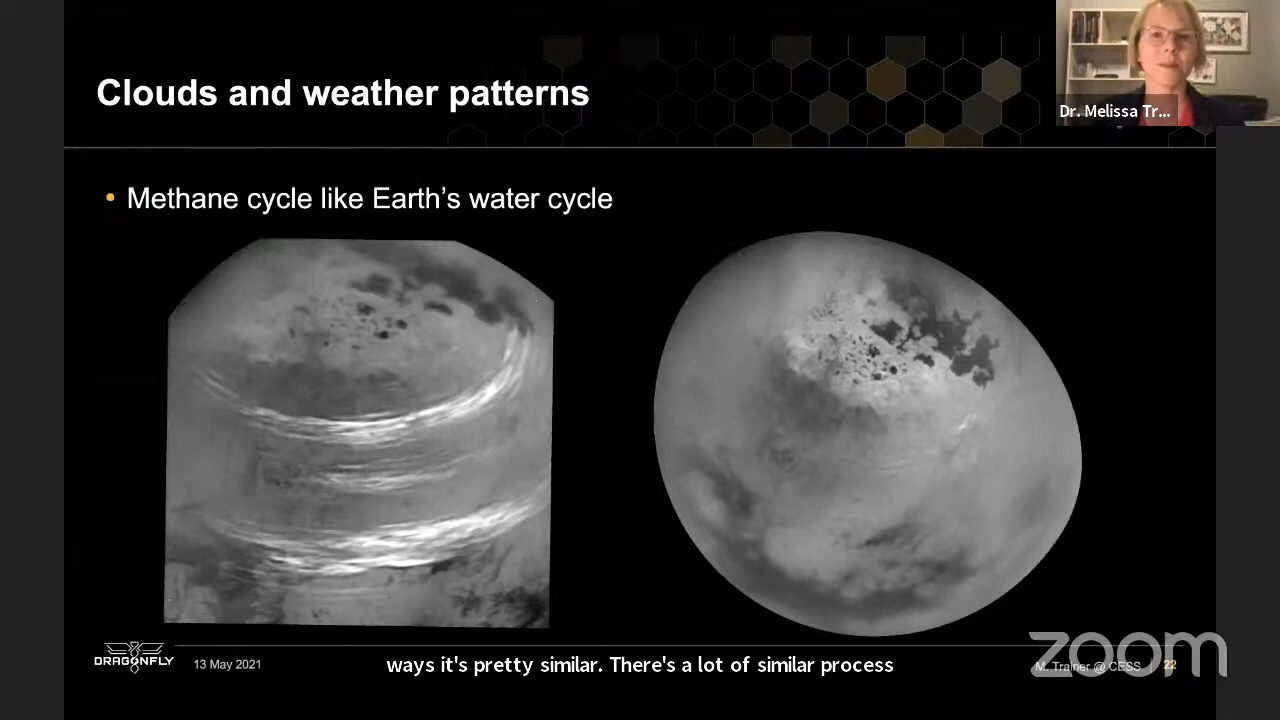 Clouds and weather patterns
Dr. Melissa Tr...
• Methane cycle like Earth's water cycle
DRAGONFLY
13 May 2021
ways it's pretty similar. There's a lot of similar process
M. Trainer @ CESS | 22
zoom